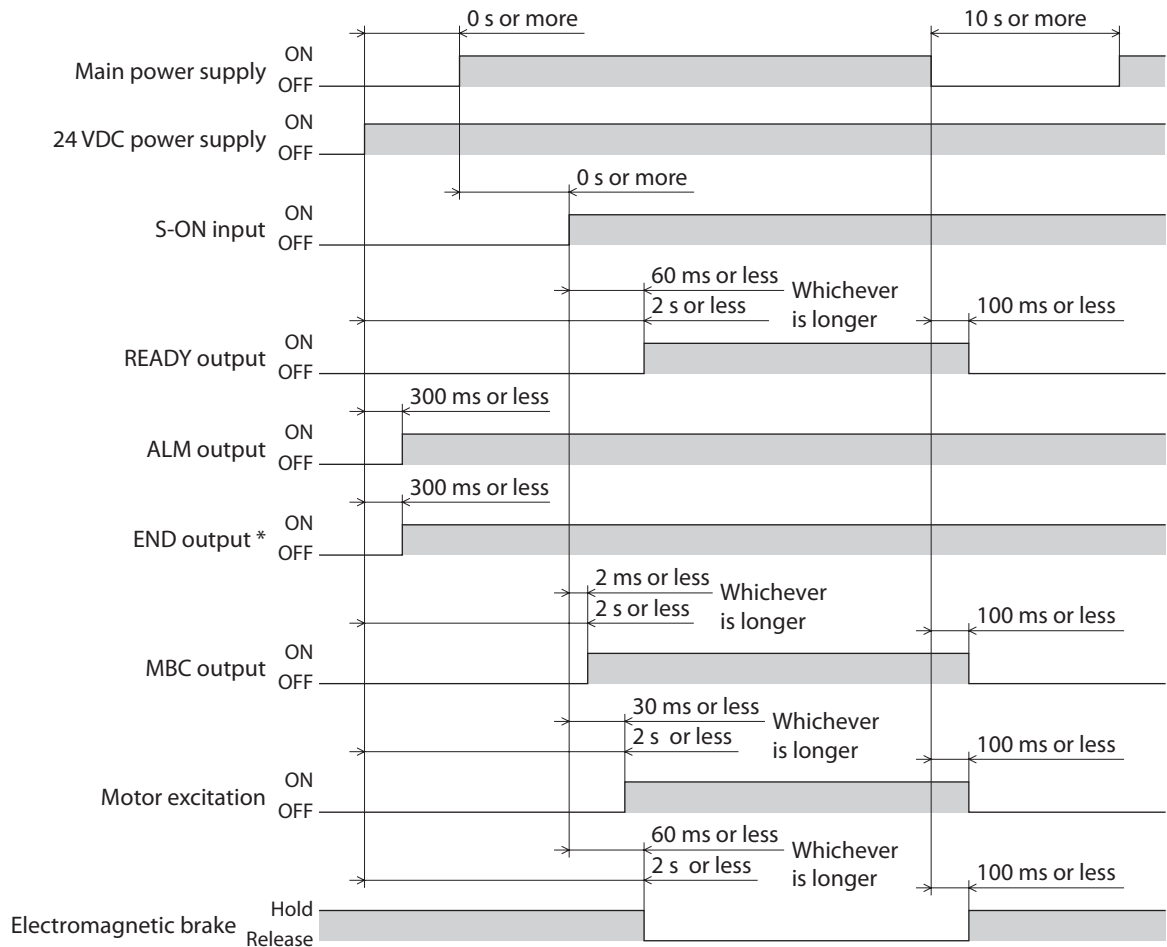 0 s or more
10 s or more
Main power supply
ON
OFF
24 VDC power supply
ON
OFF
0 s or more
S-ON input
ON
OFF
60 ms or less
2 s or less
Whichever
is longer
100 ms or less
READY output
ON
OFF
300 ms or less
ALM output
ON
OFF
300 ms or less
END output *
ON
OFF
2 ms or less
2 s or less
Whichever
is longer
100 ms or less
MBC output
ON
OFF
30 ms or less
2 s or less
Whichever
is longer
100 ms or less
Motor excitation
ON
OFF
60 ms or less
2 s or less
Whichever
is longer
100 ms or less
Electromagnetic brake
Hold
Release